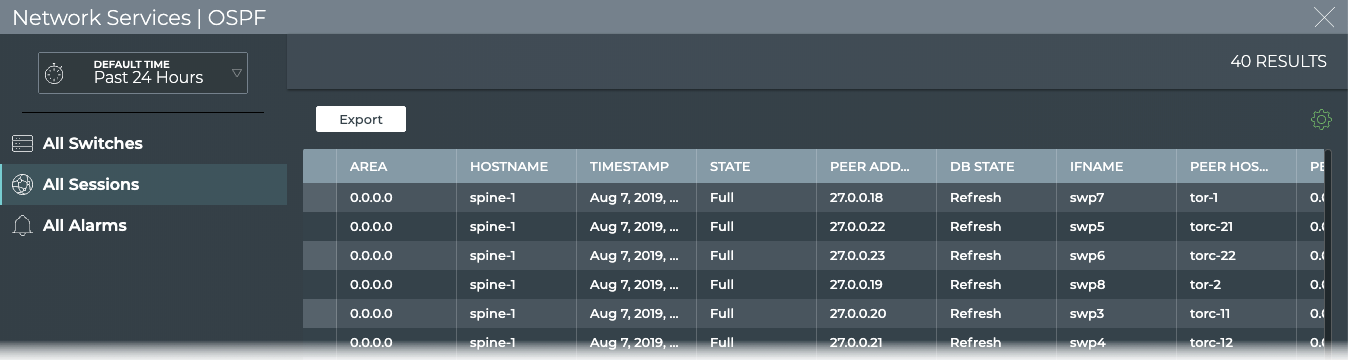 Network Services | OSPF
DEFAULT TIME
Past 24 Hours
40 RESULTS
All Switches
All Sessions
All Alarms
Export
AREA HOSTNAME TIMESTAMP STATE PEER ADD... DB STATE IFNAME PEER HOS... PE
0.0.0.0 spine-1 Aug 7, 2019, ... Full 27.0.0.18 Refresh swp7 tor-1 0.
0.0.0.0 spine-1 Aug 7, 2019, ... Full 27.0.0.22 Refresh swp5 torc-21 0.
0.0.0.0 spine-1 Aug 7, 2019, ... Full 27.0.0.23 Refresh swp6 torc-22 0.
0.0.0.0 spine-1 Aug 7, 2019, ... Full 27.0.0.19 Refresh swp8 tor-2 0.
0.0.0.0 spine-1 Aug 7, 2019, ... Full 27.0.0.20 Refresh swp3 torc-11 0.
0.0.0.0 spine-1 Aug 7, 2019, ... Full 27.0.0.21 Refresh swp4 torc-12 0.